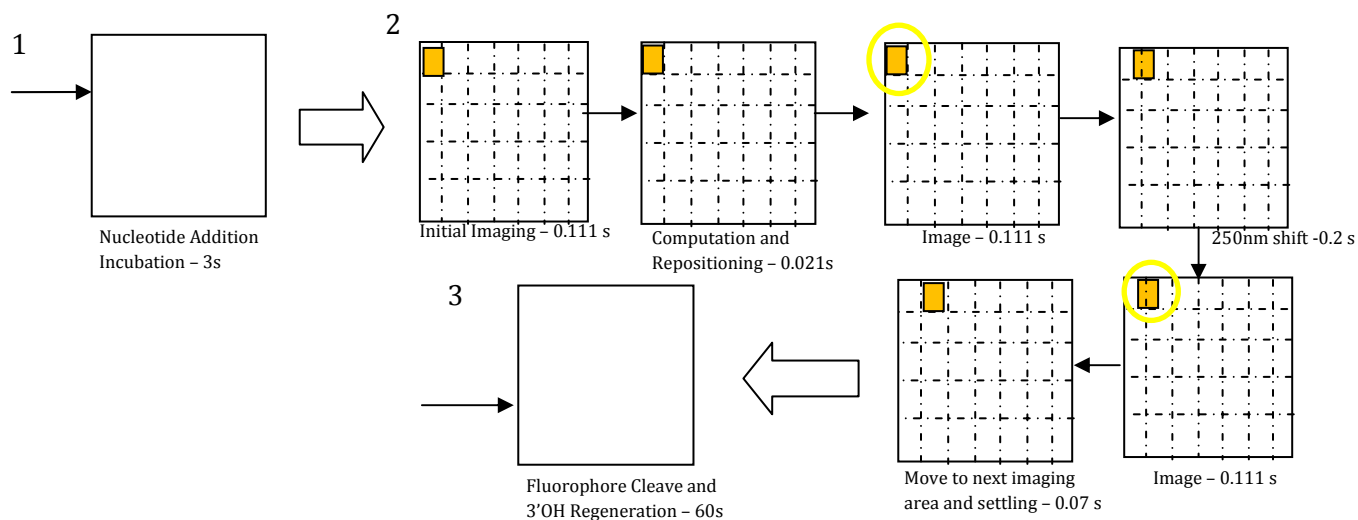 1
2
Nucleotide Addition
Incubation – 3s
Initial Imaging – 0.111 s
Computation and
Repositioning – 0.021s
Image – 0.111 s
250nm shift -0.2 s
3
Fluorophore Cleave and
3’OH Regeneration – 60s
Move to next imaging
area and settling – 0.07 s
Image – 0.111 s